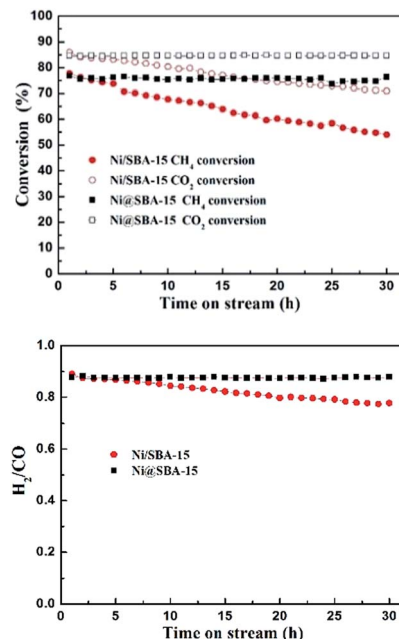 100
90
80
70
60
50
40
30
20
10
0
Conversion (%)
Ni/SBA-15 CH4 conversion
Ni/SBA-15 CO2 conversion
Ni@SBA-15 CH4 conversion
Ni@SBA-15 CO2 conversion
0 5 10 15 20 25 30
Time on stream (h)
1.0
0.8
0.6
0.4
0.2
0.0
H2/CO
Ni/SBA-15
Ni@SBA-15
0 5 10 15 20 25 30
Time on stream (h)